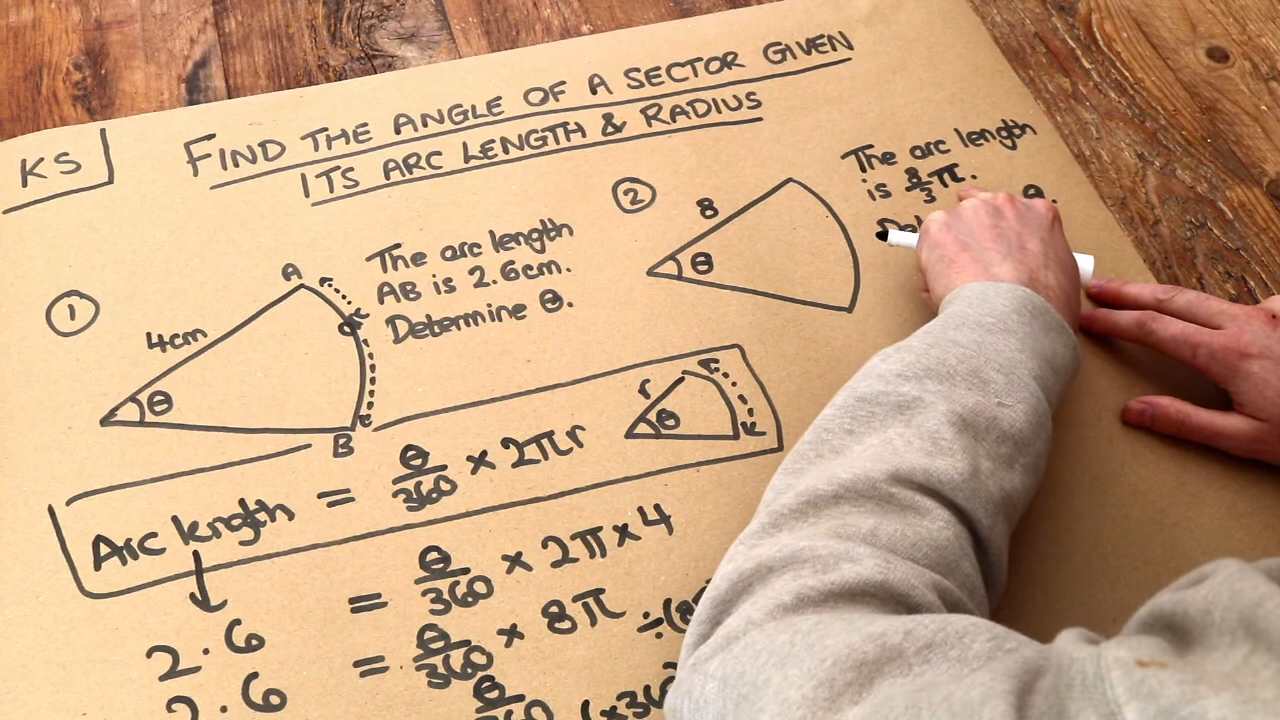 KS
FIND THE ANGLE OF A SECTOR GIVEN
ITS ARC LENGTH & RADIUS
①
4cm
A
B
θ
The arc length
AB is 2.6cm.
Determine θ.
②
8
θ
The arc length
is 8/3 π.
θ.
Arc length = θ/360 × 2πr
r
θ
2.6 = θ/360 × 2π×4
2.6 = θ/360 × 8π
θ/360